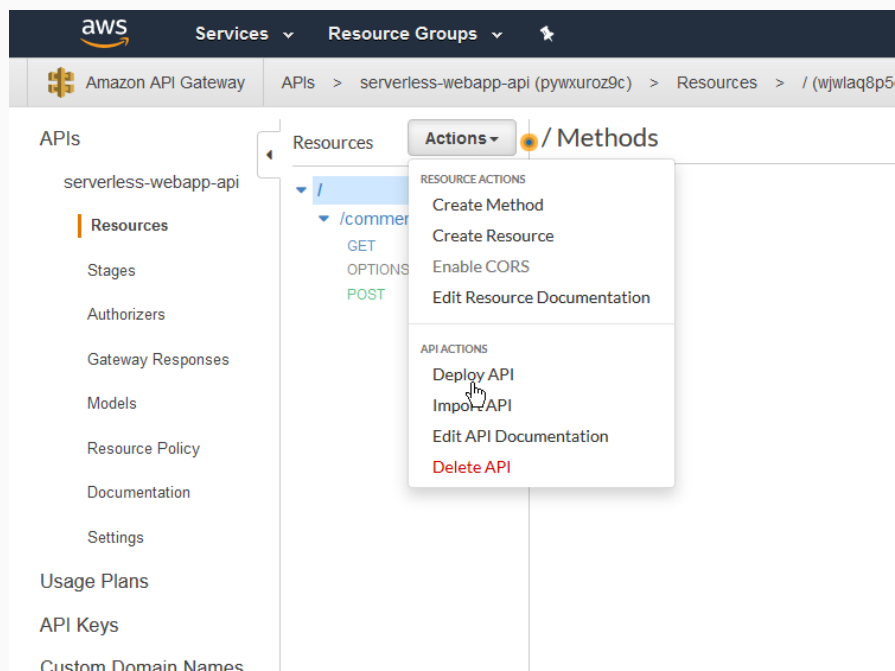 aws Services Resource Groups
Amazon API Gateway APIs > serverless-webapp-api (pywxuroz9c) > Resources > / (wjwlaq8p5
APIs
serverless-webapp-api
Resources
Stages
Authorizers
Gateway Responses
Models
Resource Policy
Documentation
Settings
Usage Plans
API Keys
Custom Domain Names
Resources
Actions
/ Methods
/
/commen
GET
OPTIONS
POST
RESOURCE ACTIONS
Create Method
Create Resource
Enable CORS
Edit Resource Documentation
API ACTIONS
Deploy API
Import API
Edit API Documentation
Delete API